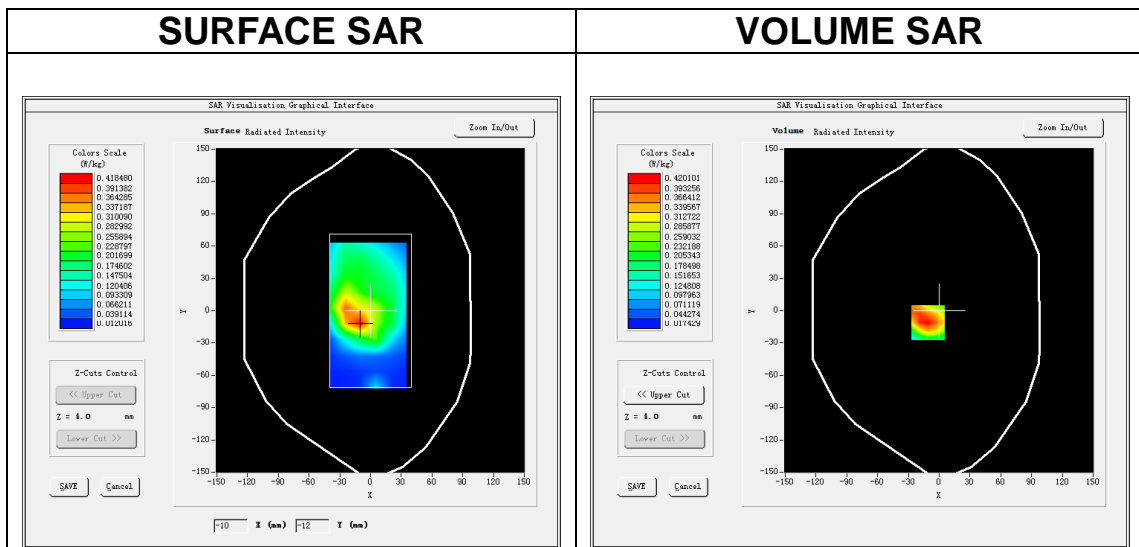 SURFACE SAR
VOLUME SAR
SAR Visualisation Graphical Interface
Surface Radiated Intensity
Zoom In/Out
Colors Scale
(W/kg)
0.418480
0.391382
0.364285
0.337187
0.310090
0.282992
0.255894
0.228797
0.201699
0.174602
0.147504
0.120406
0.093309
0.066211
0.039114
0.012016
Z-Cuts Control
<< Upper Cut
Z = 4.0 mm
Lower Cut >>
SAVE
Cancel
150
120
90
60
30
0
-30
-60
-90
-120
-150
Y
-150 -120 -90 -60 -30 0 30 60 90 120 150
X
-10 X (mm) -12 Y (mm)
SAR Visualisation Graphical Interface
Volume Radiated Intensity
Zoom In/Out
Colors Scale
(W/kg)
0.420101
0.393256
0.366412
0.339567
0.312722
0.285877
0.259032
0.232188
0.205343
0.178498
0.151653
0.124808
0.097963
0.071119
0.044274
0.017429
Z-Cuts Control
<< Upper Cut
Z = 4.0 mm
Lower Cut >>
SAVE
Cancel
150
120
90
60
30
0
-30
-60
-90
-120
-150
Y
-150 -120 -90 -60 -30 0 30 60 90 120 150
X